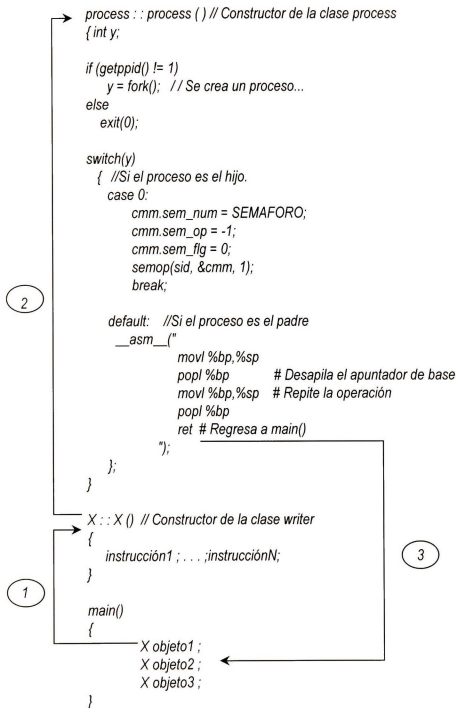 process : : process ( ) // Constructor de la clase process
{ int y;
if (getppid() != 1)
y = fork(); / / Se crea un proceso...
else
exit(0);
switch(y)
{ //Si el proceso es el hijo.
case 0:
cmm.sem_num = SEMAFORO;
cmm.sem_op = -1;
cmm.sem_flg = 0;
semop(sid, &cmm, 1);
break;
2
default: //Si el proceso es el padre
__asm__("
movl %bp,%sp
popl %bp # Desapila el apuntador de base
movl %bp,%sp # Repite la operación
popl %bp
ret # Regresa a main()
");
};
}
X : : X () // Constructor de la clase writer
{
instrucción1 ; . . . ;instrucciónN;
}
3
1
main()
{
X objeto1 ;
X objeto2 ;
X objeto3 ;
}